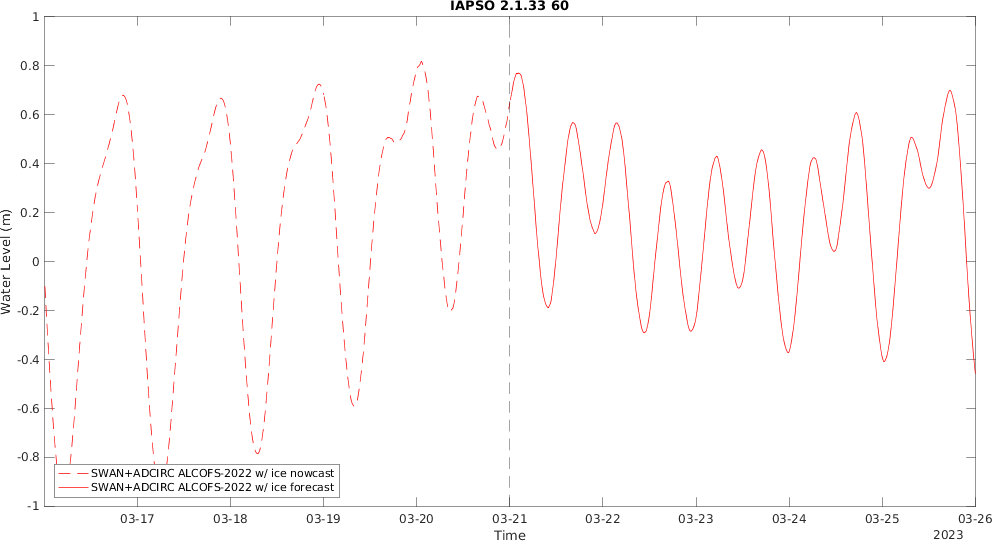 IAPSO 2.1.33 60
1
0.8
0.6
0.4
0.2
0
-0.2
-0.4
-0.6
-0.8
-1
Water Level (m)
SWAN+ADCIRC ALCOFS-2022 w/ ice nowcast
SWAN+ADCIRC ALCOFS-2022 w/ ice forecast
03-17 03-18 03-19 03-20 03-21 03-22 03-23 03-24 03-25 03-26
Time
2023